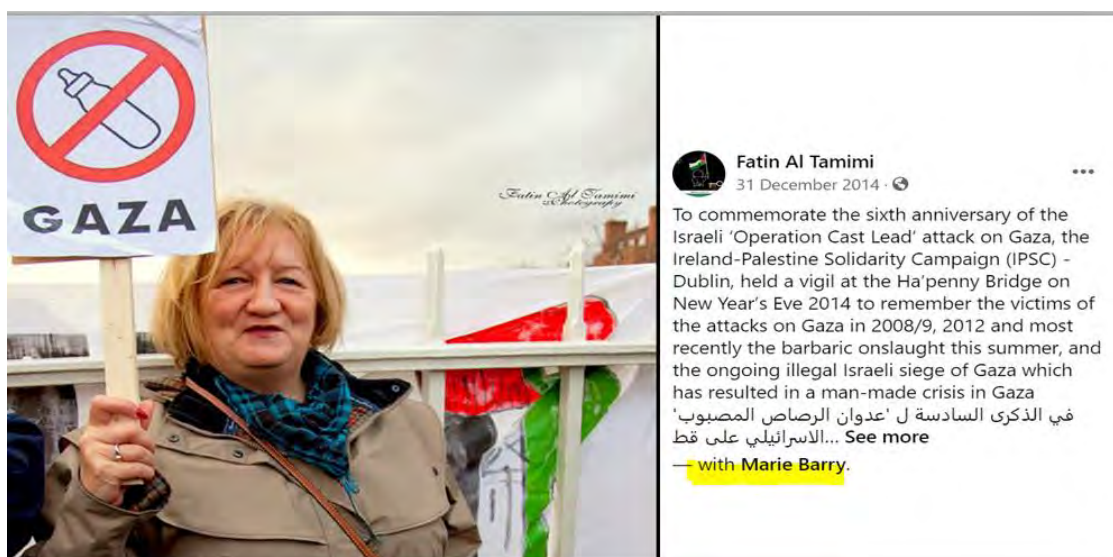 GAZA
Fatin Al Tamimi
Photography
Fatin Al Tamimi
31 December 2014 ·
To commemorate the sixth anniversary of the
Israeli 'Operation Cast Lead' attack on Gaza, the
Ireland-Palestine Solidarity Campaign (IPSC) -
Dublin, held a vigil at the Ha'penny Bridge on
New Year's Eve 2014 to remember the victims of
the attacks on Gaza in 2008/9, 2012 and most
recently the barbaric onslaught this summer, and
the ongoing illegal Israeli siege of Gaza which
has resulted in a man-made crisis in Gaza
في الذكرى السادسة ل 'عدوان الرصاص المصبوب'
الاسرائيلي على قط... See more
— with Marie Barry.